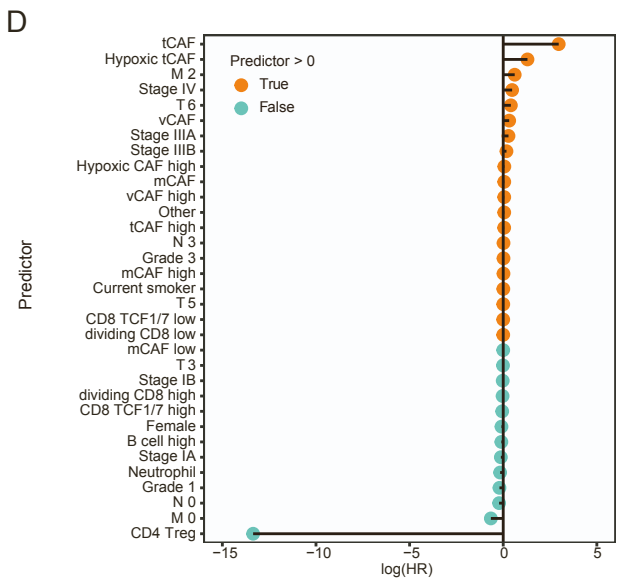 D
Predictor
tCAF
Hypoxic tCAF
M 2
Stage IV
T 6
vCAF
Stage IIIA
Stage IIIB
Hypoxic CAF high
mCAF
vCAF high
Other
tCAF high
N 3
Grade 3
mCAF high
Current smoker
T 5
CD8 TCF1/7 low
dividing CD8 low
mCAF low
T 3
Stage IB
dividing CD8 high
CD8 TCF1/7 high
Female
B cell high
Stage IA
Neutrophil
Grade 1
N 0
M 0
CD4 Treg
Predictor > 0
True
False
−15 −10 −5 0 5
log(HR)